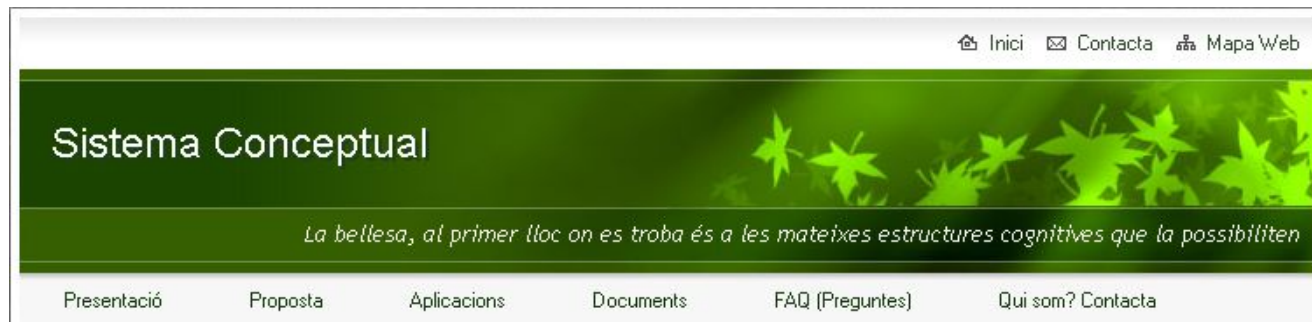 Inici Contacta Mapa Web
Sistema Conceptual
La bellesa, al primer lloc on es troba és a les mateixes estructures cognitives que la possibiliten
Presentació Proposta Aplicacions Documents FAQ (Preguntes) Qui som? Contacta